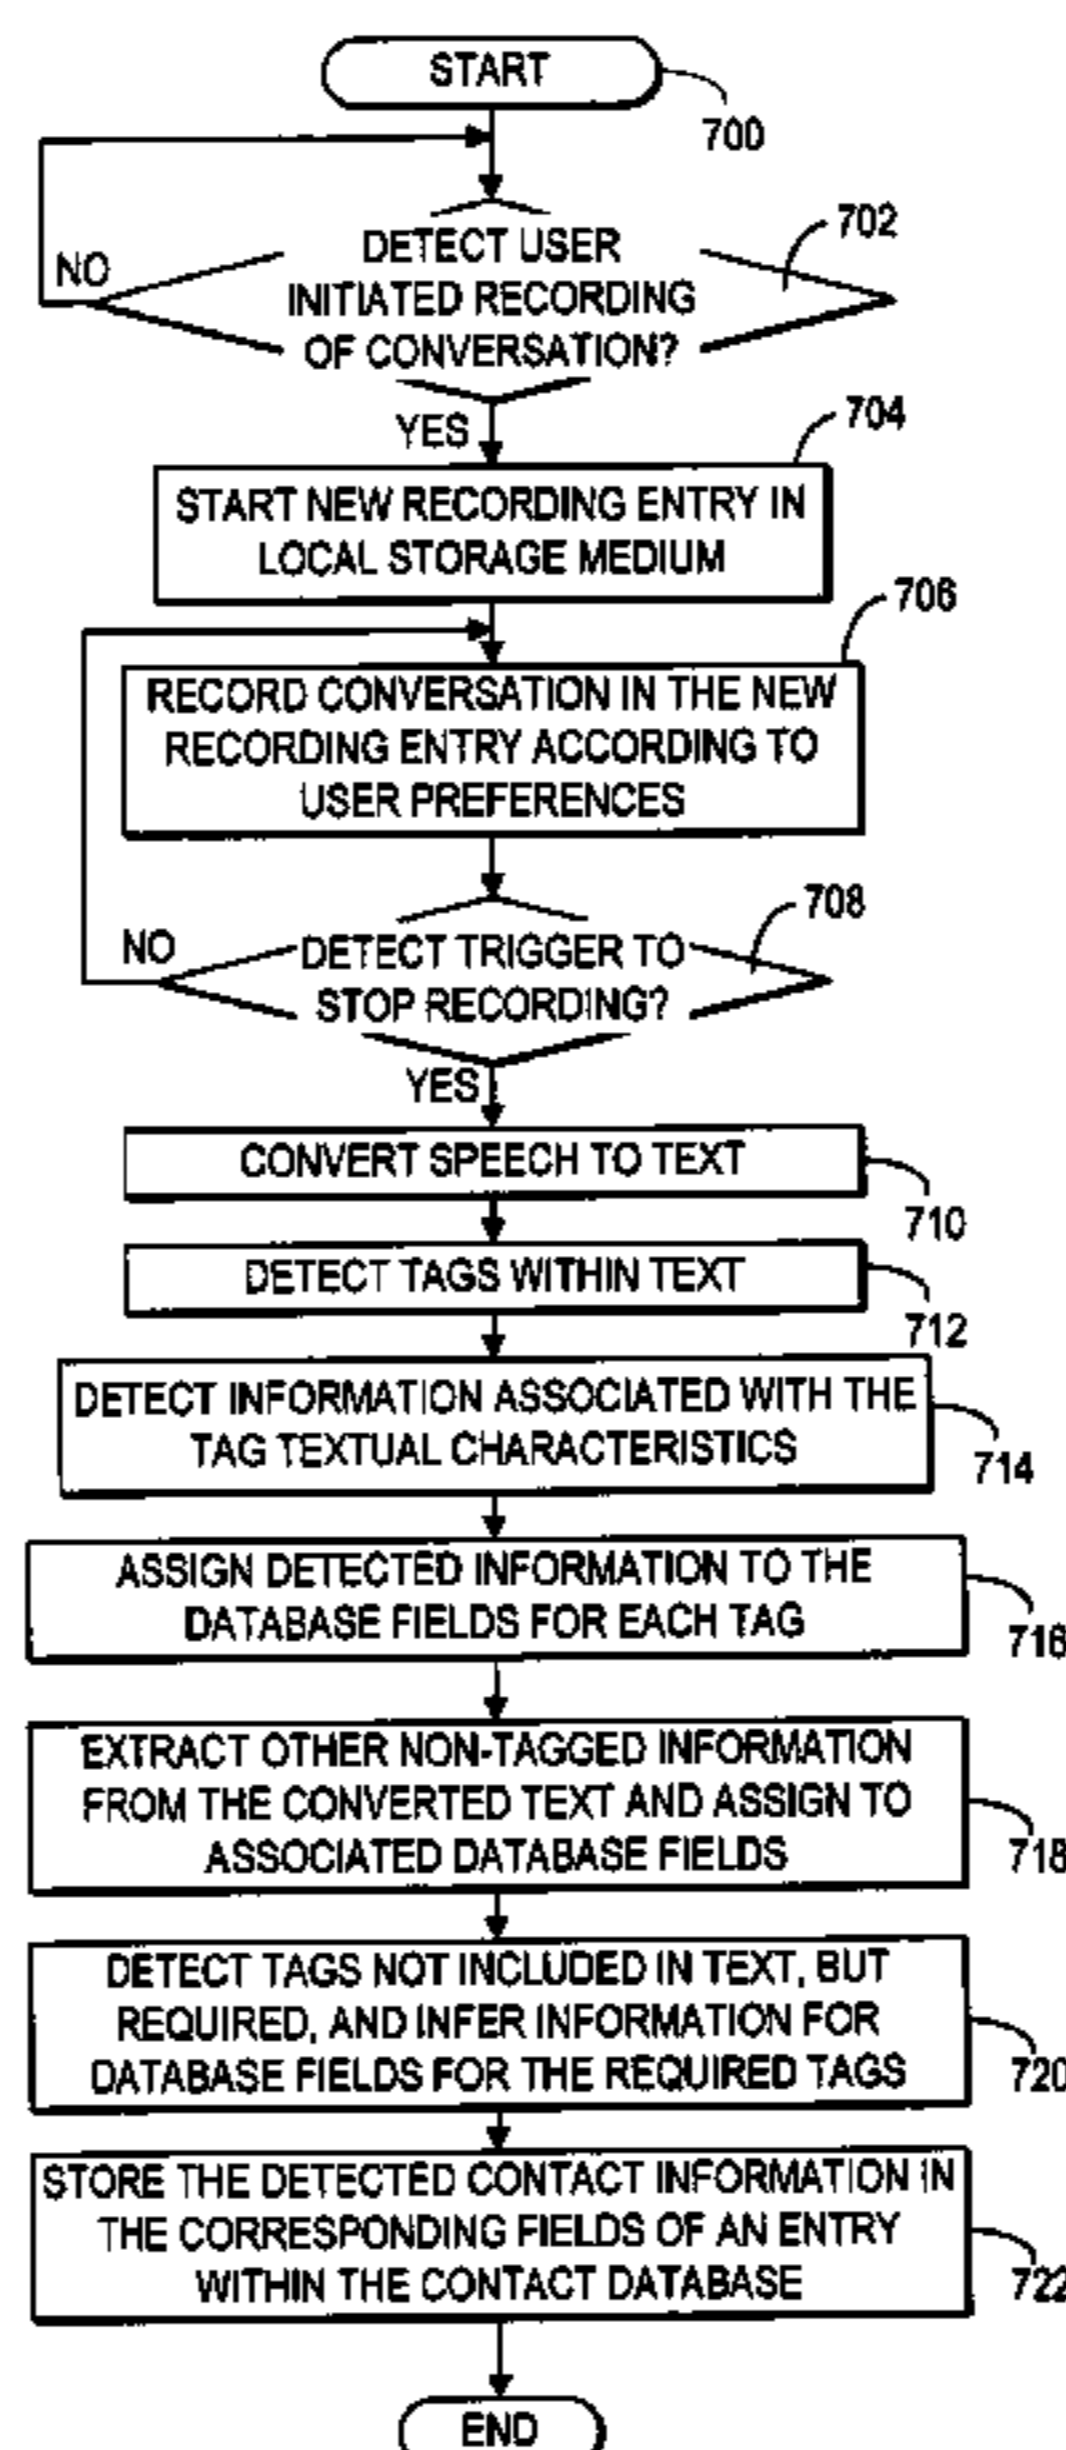 START
700
702
DETECT USER
INITIATED RECORDING
OF CONVERSATION?
NO
YES
704
START NEW RECORDING ENTRY IN
LOCAL STORAGE MEDIUM
706
RECORD CONVERSATION IN THE NEW
RECORDING ENTRY ACCORDING TO
USER PREFERENCES
708
NO
DETECT TRIGGER TO
STOP RECORDING?
YES
CONVERT SPEECH TO TEXT
710
DETECT TAGS WITHIN TEXT
712
DETECT INFORMATION ASSOCIATED WITH THE
TAG TEXTUAL CHARACTERISTICS
714
ASSIGN DETECTED INFORMATION TO THE
DATABASE FIELDS FOR EACH TAG
716
EXTRACT OTHER NON-TAGGED INFORMATION
FROM THE CONVERTED TEXT AND ASSIGN TO
ASSOCIATED DATABASE FIELDS
718
DETECT TAGS NOT INCLUDED IN TEXT, BUT
REQUIRED, AND INFER INFORMATION FOR
DATABASE FIELDS FOR THE REQUIRED TAGS
720
STORE THE DETECTED CONTACT INFORMATION IN
THE CORRESPONDING FIELDS OF AN ENTRY
WITHIN THE CONTACT DATABASE
722
END